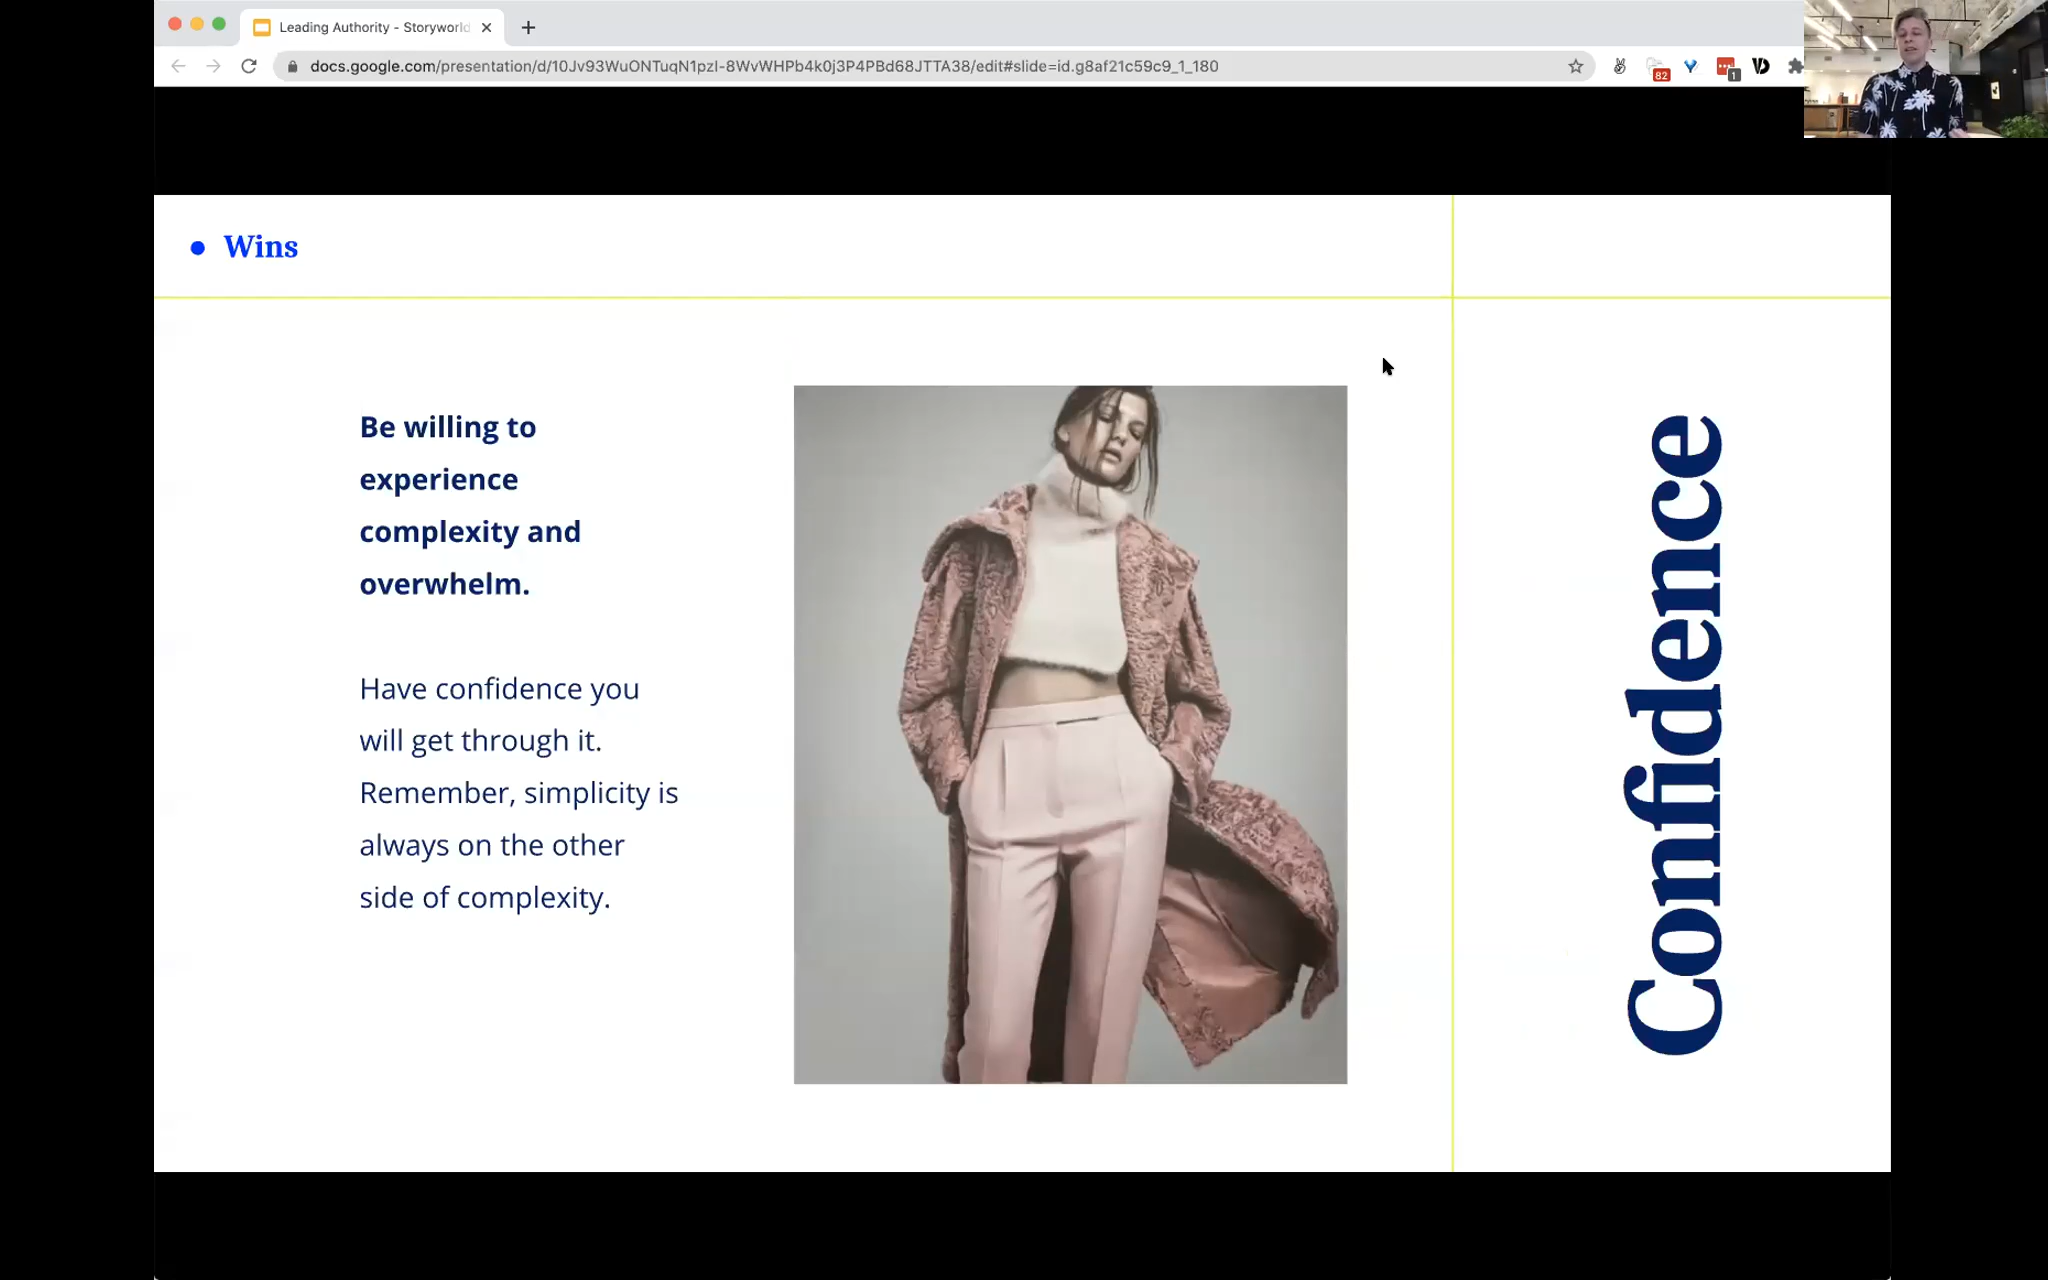 Leading Authority - Storyworld
docs.google.com/presentation/d/10Jv93WuONTuqN1pzI-8WvWHPb4k0j3P4PBd68JTTA38/edit#slide=id.g8af21c59c9_1_180
82
1
Wins
Be willing to
experience
complexity and
overwhelm.
Have confidence you
will get through it.
Remember, simplicity is
always on the other
side of complexity.
Confidence